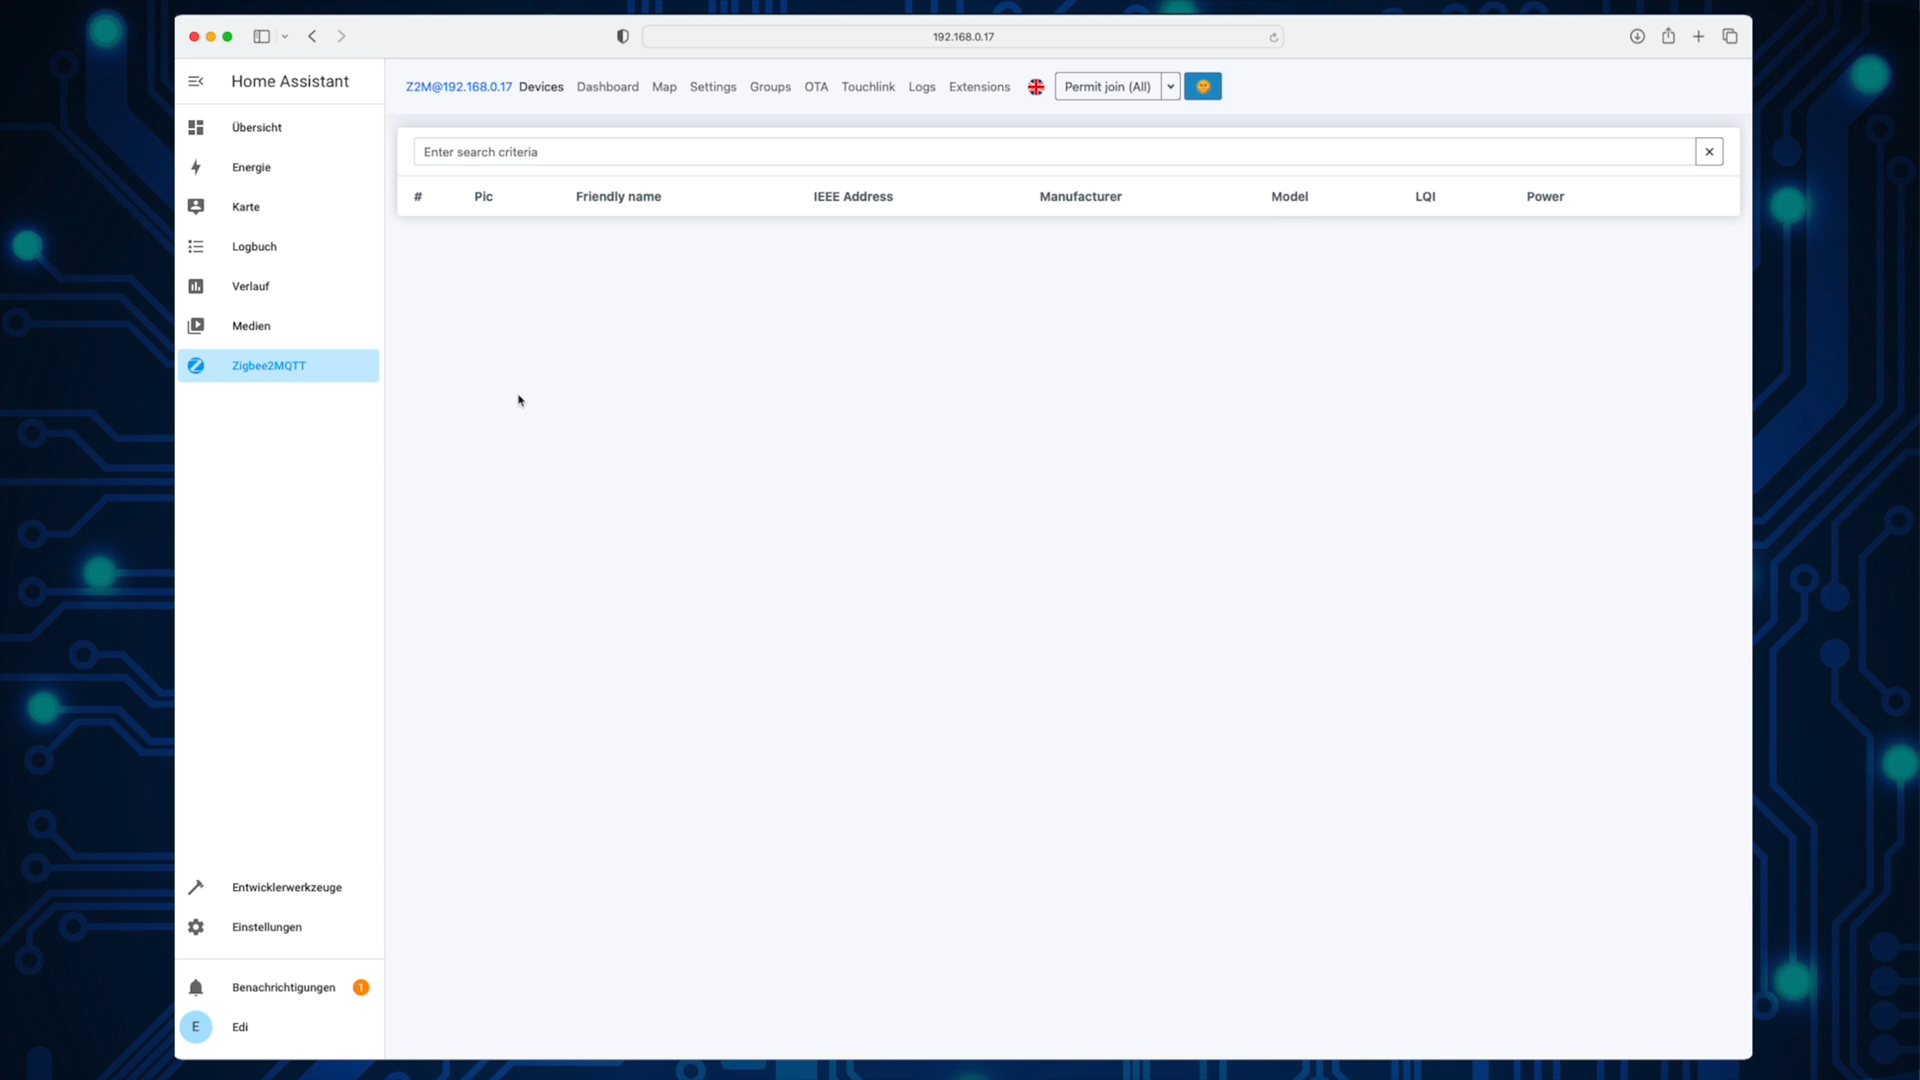 192.168.0.17
Home Assistant
Z2M@192.168.0.17 Devices Dashboard Map Settings Groups OTA Touchlink Logs Extensions Permit join (All)
Enter search criteria
# Pic Friendly name IEEE Address Manufacturer Model LQI Power
Übersicht
Energie
Karte
Logbuch
Verlauf
Medien
Zigbee2MQTT
Entwicklerwerkzeuge
Einstellungen
Benachrichtigungen 1
E Edi